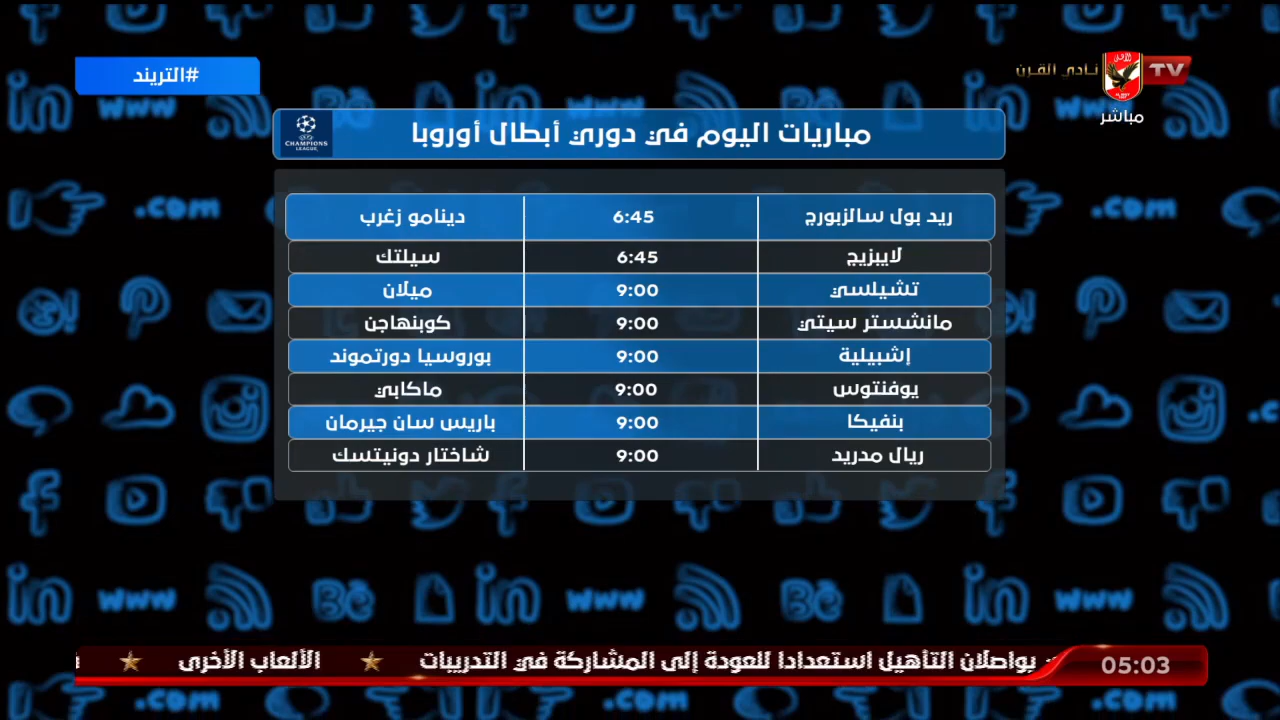 #التريند
نادي القرن TV
مباشر
مباريات اليوم في دوري أبطال أوروبا
CHAMPIONS LEAGUE
ريد بول سالزبورج 6:45 دينامو زغرب
لايبزيج 6:45 سيلتك
تشيلسي 9:00 ميلان
مانشستر سيتي 9:00 كوبنهاجن
إشبيلية 9:00 بوروسيا دورتموند
يوفنتوس 9:00 ماكابي
بنفيكا 9:00 باريس سان جيرمان
ريال مدريد 9:00 شاختار دونيتسك
05:03 يواصلان التأهيل استعدادا للعودة إلى المشاركة في التدريبات الألعاب الأخرى